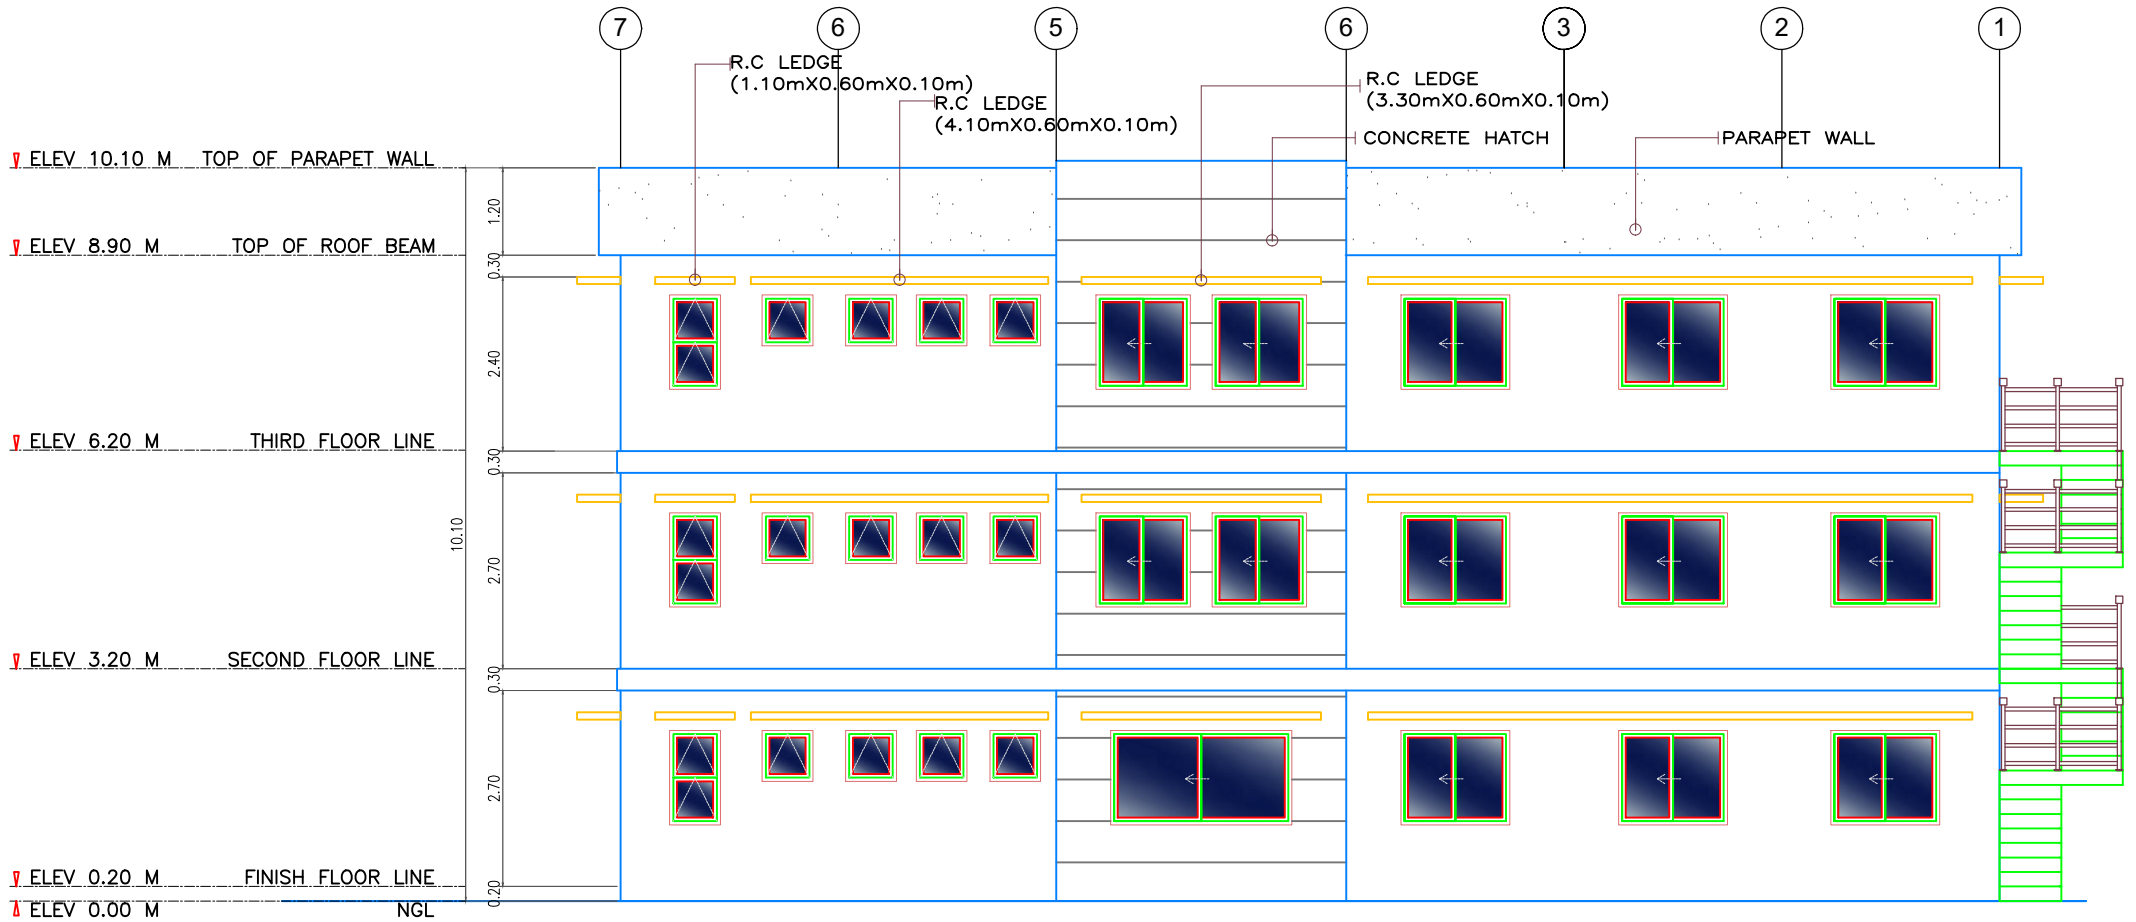 7 6 5 6 3 2 1
R.C LEDGE
(1.10mX0.60mX0.10m)
R.C LEDGE
(4.10mX0.60mX0.10m)
R.C LEDGE
(3.30mX0.60mX0.10m)
CONCRETE HATCH
PARAPET WALL
ELEV 10.10 M TOP OF PARAPET WALL
1.20
ELEV 8.90 M TOP OF ROOF BEAM
0.30
2.40
ELEV 6.20 M THIRD FLOOR LINE
0.30
10.10
2.70
ELEV 3.20 M SECOND FLOOR LINE
0.30
2.70
ELEV 0.20 M FINISH FLOOR LINE
0.20
ELEV 0.00 M NGL